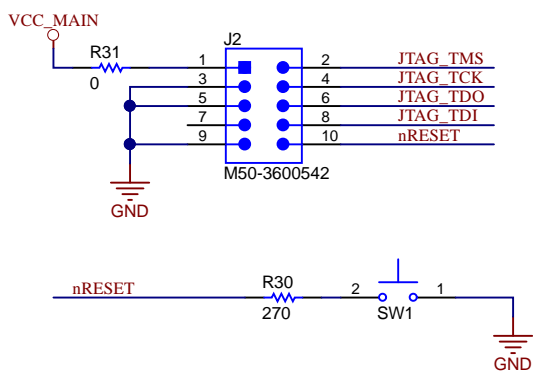 VCC_MAIN
J2
R31
0
1 2 JTAG_TMS
3 4 JTAG_TCK
5 6 JTAG_TDO
7 8 JTAG_TDI
9 10 nRESET
M50-3600542
GND
nRESET
R30
270
2 1
SW1
GND